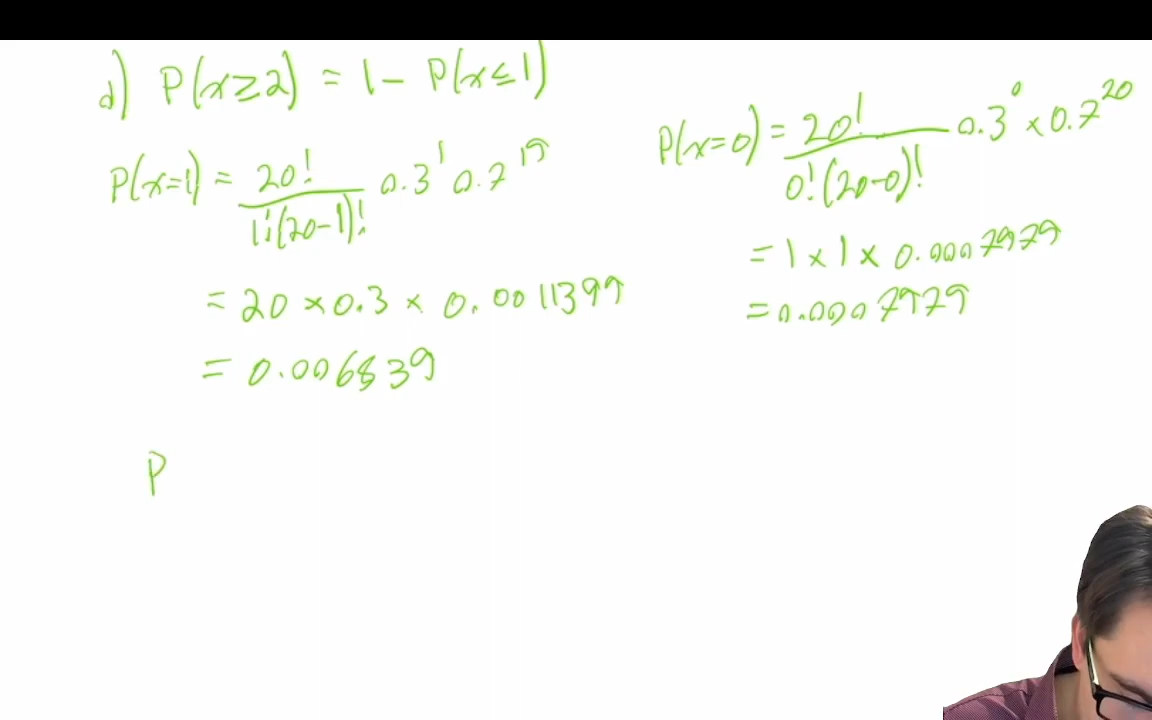 d) P(x≥2) = 1 - P(x≤1)
P(x=1) = 20! / 1!(20-1)! 0.3^1 0.7^19
= 20 × 0.3 × 0.0011399
= 0.006839
P(x=0) = 20! / 0!(20-0)! 0.3^0 × 0.7^20
= 1 × 1 × 0.0007979
= 0.0007979
P